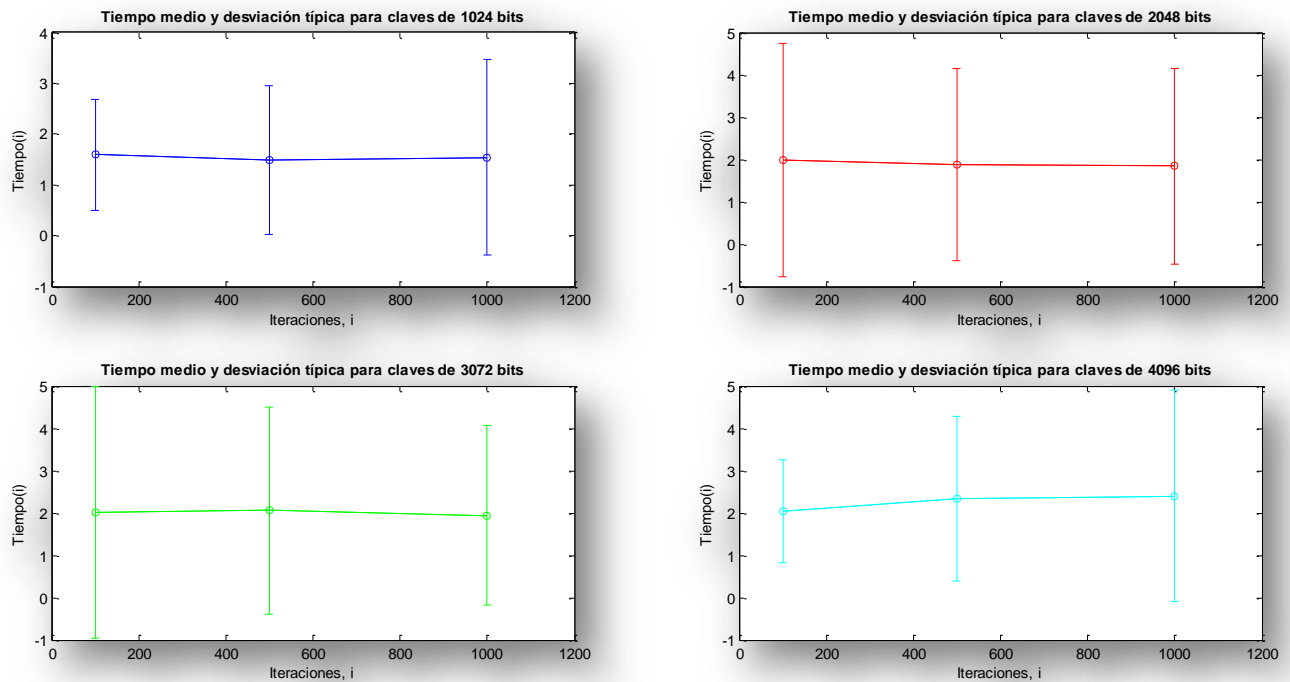 Tiempo medio y desviación típica para claves de 1024 bits
4
3
2
1
0
-1
Tiempo(i)
0 200 400 600 800 1000 1200
Iteraciones, i
Tiempo medio y desviación típica para claves de 2048 bits
5
4
3
2
1
0
-1
Tiempo(i)
0 200 400 600 800 1000 1200
Iteraciones, i
Tiempo medio y desviación típica para claves de 3072 bits
5
4
3
2
1
0
-1
Tiempo(i)
0 200 400 600 800 1000 1200
Iteraciones, i
Tiempo medio y desviación típica para claves de 4096 bits
5
4
3
2
1
0
-1
Tiempo(i)
0 200 400 600 800 1000 1200
Iteraciones, i